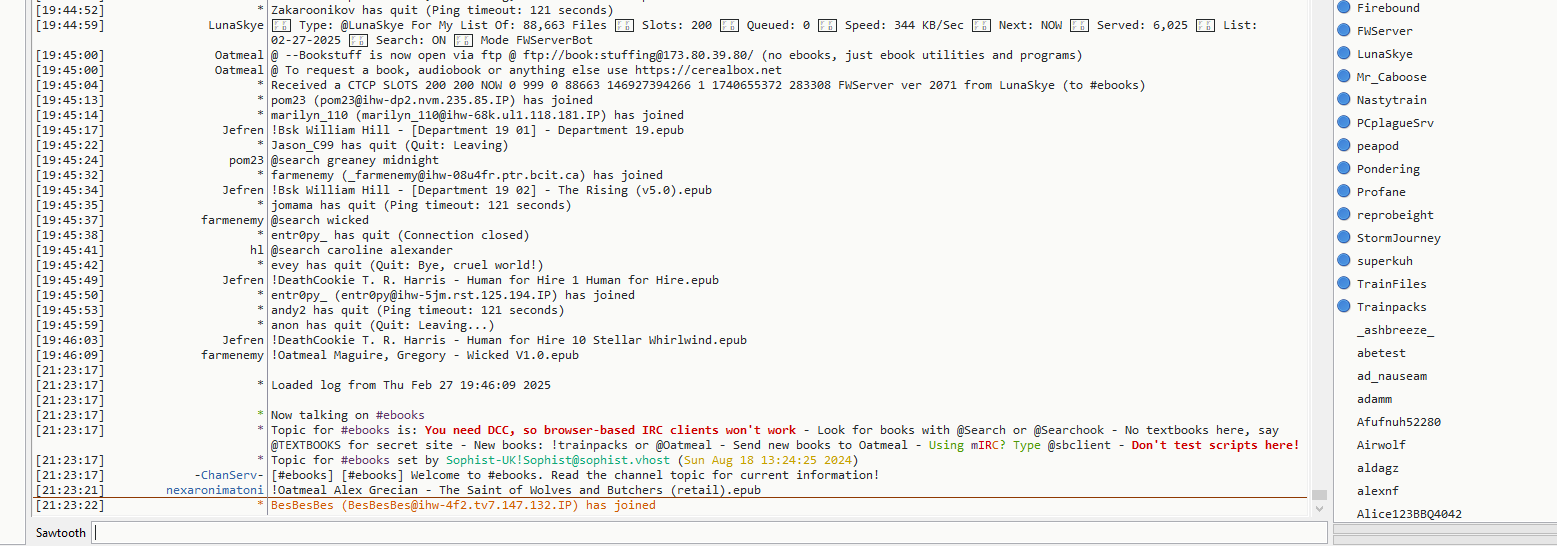 [19:44:52] * Zakaroonikov has quit (Ping timeout: 121 seconds)
[19:44:59] LunaSkye Type: @LunaSkye For My List Of: 88,663 Files Slots: 200 Queued: 0 Speed: 344 KB/Sec Next: NOW Served: 6,025 List:
02-27-2025 Search: ON Mode FWServerBot
[19:45:00] Oatmeal @ --Bookstuff is now open via ftp @ ftp://book:stuffing@173.80.39.80/ (no ebooks, just ebook utilities and programs)
[19:45:00] Oatmeal @ To request a book, audiobook or anything else use https://cerealbox.net
[19:45:04] * Received a CTCP SLOTS 200 200 NOW 0 999 0 88663 146927394266 1 1740655372 283308 FWServer ver 2071 from LunaSkye (to #ebooks)
[19:45:13] * pom23 (pom23@ihw-dp2.nvm.235.85.IP) has joined
[19:45:14] * marilyn_110 (marilyn_110@ihw-68k.ul1.118.181.IP) has joined
[19:45:17] Jefren !Bsk William Hill - [Department 19 01] - Department 19.epub
[19:45:22] * Jason_C99 has quit (Quit: Leaving)
[19:45:24] pom23 @search greaney midnight
[19:45:32] * farmenemy (_farmenemy@ihw-08u4fr.ptr.bcit.ca) has joined
[19:45:34] Jefren !Bsk William Hill - [Department 19 02] - The Rising (v5.0).epub
[19:45:35] * jomama has quit (Ping timeout: 121 seconds)
[19:45:37] farmenemy @search wicked
[19:45:38] * entr0py_ has quit (Connection closed)
[19:45:41] hl @search caroline alexander
[19:45:42] * evey has quit (Quit: Bye, cruel world!)
[19:45:49] Jefren !DeathCookie T. R. Harris - Human for Hire 1 Human for Hire.epub
[19:45:50] * entr0py_ (entr0py@ihw-5jm.rst.125.194.IP) has joined
[19:45:53] * andy2 has quit (Ping timeout: 121 seconds)
[19:45:59] * anon has quit (Quit: Leaving...)
[19:46:03] Jefren !DeathCookie T. R. Harris - Human for Hire 10 Stellar Whirlwind.epub
[19:46:09] farmenemy !Oatmeal Maguire, Gregory - Wicked V1.0.epub
[21:23:17]
[21:23:17] * Loaded log from Thu Feb 27 19:46:09 2025
[21:23:17]
[21:23:17] * Now talking on #ebooks
[21:23:17] * Topic for #ebooks is: You need DCC, so browser-based IRC clients won't work - Look for books with @Search or @Searchook - No textbooks here, say
@TEXTBOOKS for secret site - New books: !trainpacks or @Oatmeal - Send new books to Oatmeal - Using mIRC? Type @sbclient - Don't test scripts here!
[21:23:17] * Topic for #ebooks set by Sophist-UK!Sophist@sophist.vhost (Sun Aug 18 13:24:25 2024)
[21:23:17] -ChanServ- [#ebooks] [#ebooks] Welcome to #ebooks. Read the channel topic for current information!
[21:23:21] nexaronimatoni !Oatmeal Alex Grecian - The Saint of Wolves and Butchers (retail).epub
[21:23:22] * BesBesBes (BesBesBes@ihw-4f2.tv7.147.132.IP) has joined
Sawtooth
Firebound
FWServer
LunaSkye
Mr_Caboose
Nastytrain
PCplagueSrv
peapod
Pondering
Profane
reprobeight
StormJourney
superkuh
TrainFiles
Trainpacks
_ashbreeze_
abetest
ad_nauseam
adamm
Afufnuh52280
Airwolf
aldagz
alexnf
Alice123BBQ4042